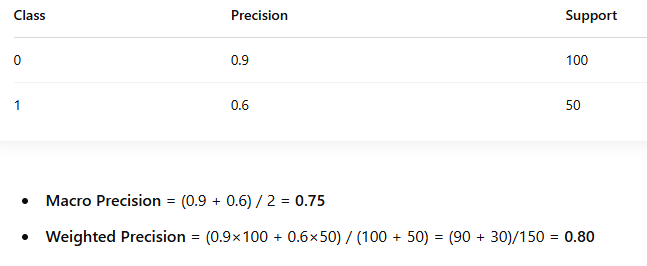 Class Precision Support
0 0.9 100
1 0.6 50
• Macro Precision = (0.9 + 0.6) / 2 = 0.75
• Weighted Precision = (0.9×100 + 0.6×50) / (100 + 50) = (90 + 30)/150 = 0.80